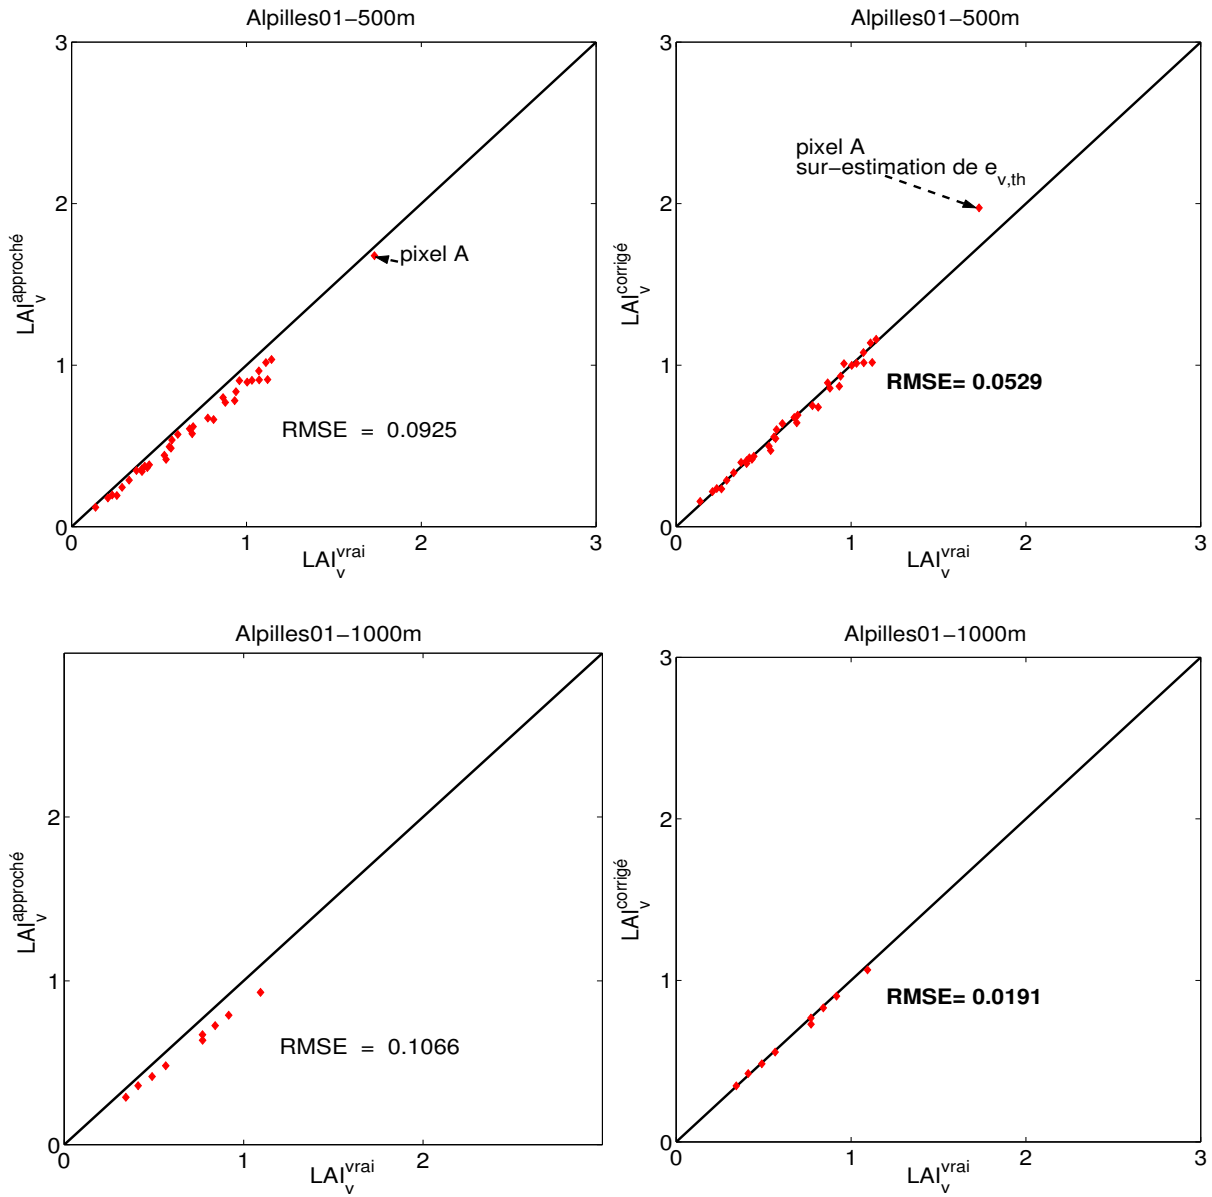 Alpilles01−500m
3
2
1
0
0 1 2 3
LAI_v^approché
LAI_v^vrai
pixel A
RMSE = 0.0925
Alpilles01−500m
3
2
1
0
0 1 2 3
LAI_v^corrigé
LAI_v^vrai
pixel A
sur−estimation de e_v,th
RMSE= 0.0529
Alpilles01−1000m
2
1
0
0 1 2
LAI_v^approché
LAI_v^vrai
RMSE = 0.1066
Alpilles01−1000m
3
2
1
0
0 1 2 3
LAI_v^corrigé
LAI_v^vrai
RMSE= 0.0191